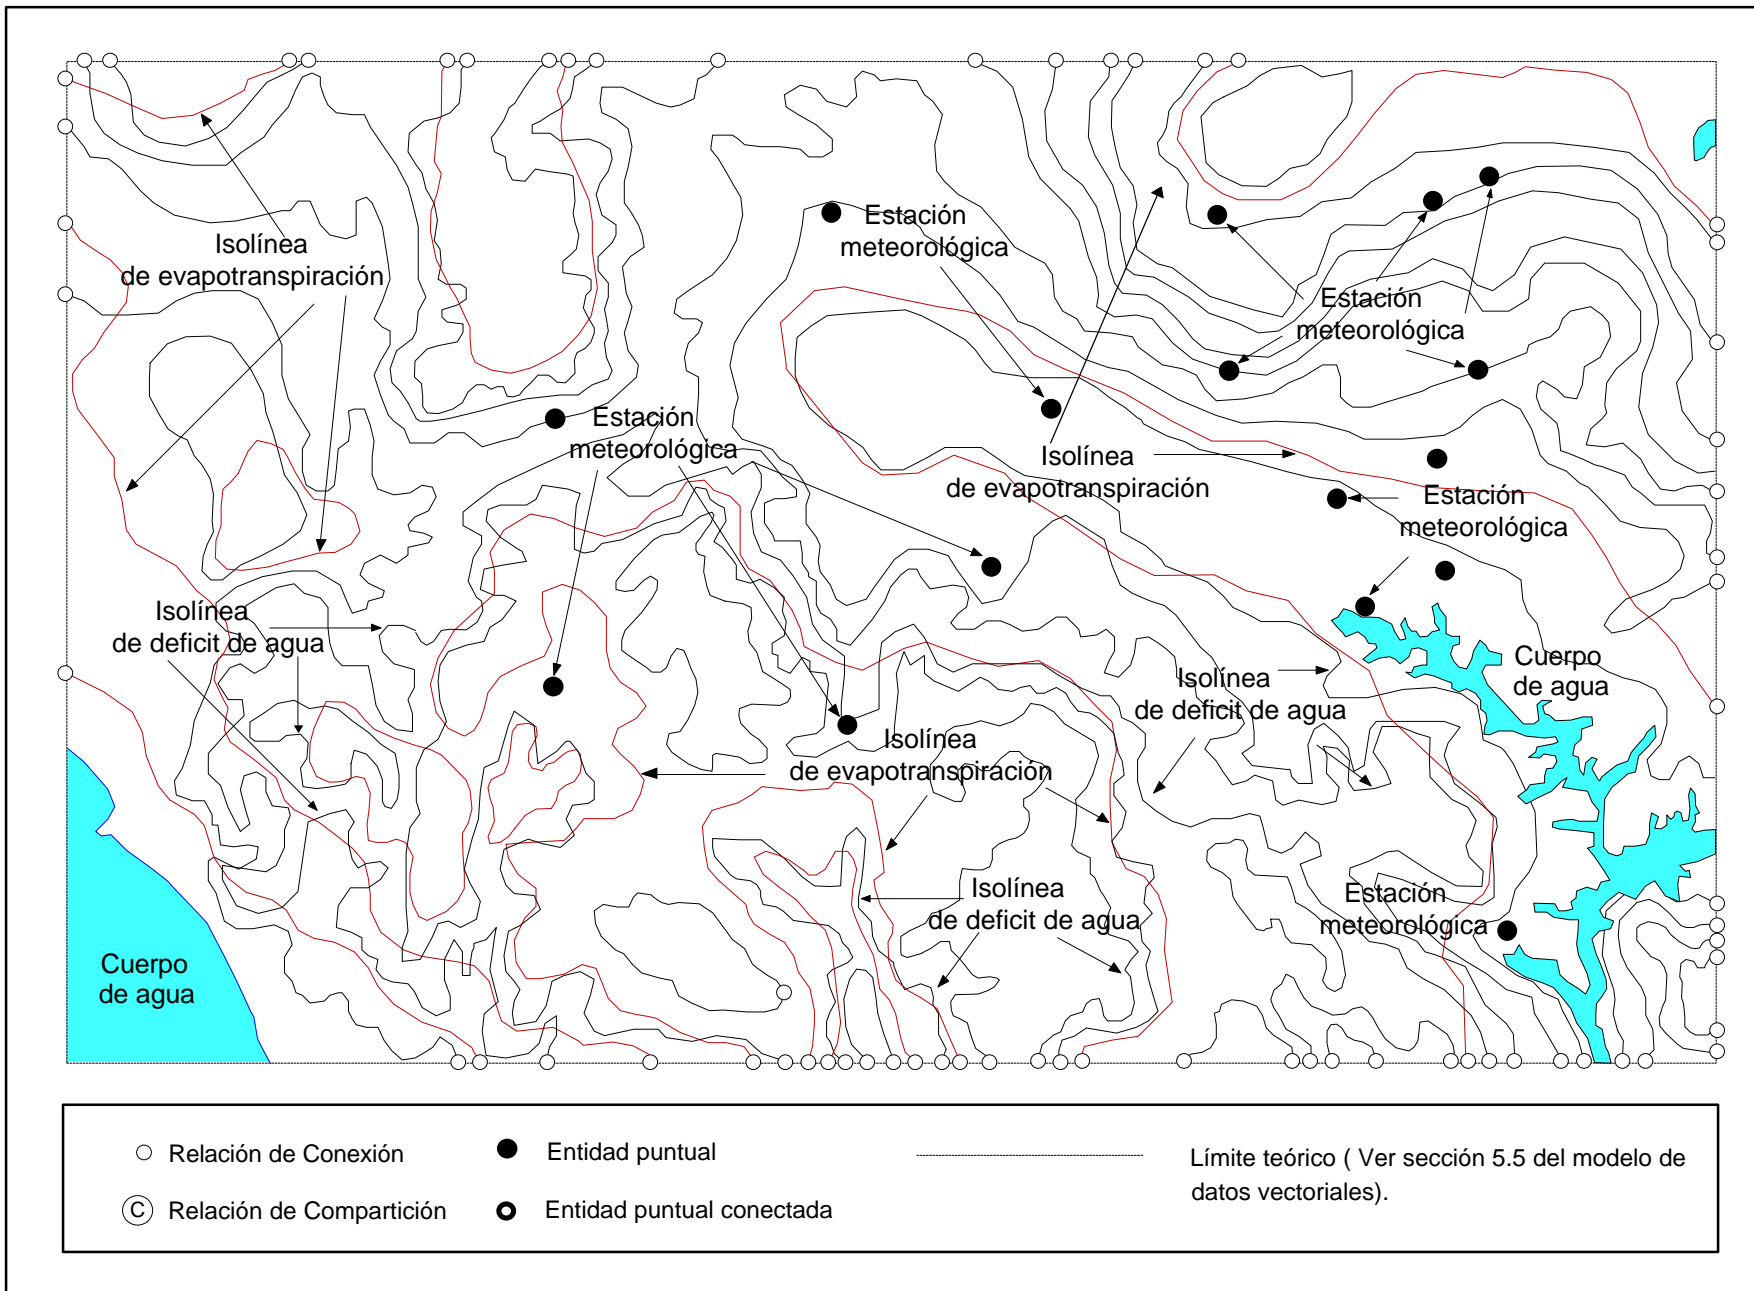 Estación
meteorológica
Isolínea
de evapotranspiración
Estación
meteorológica
Estación
meteorológica
Isolínea
de evapotranspiración
Estación
meteorológica
Isolínea
de deficit de agua
Cuerpo
de agua
Isolínea
de deficit de agua
Isolínea
de evapotranspiración
Isolínea
de deficit de agua
Estación
meteorológica
Cuerpo
de agua
Relación de Conexión
Entidad puntual
Límite teórico ( Ver sección 5.5 del modelo de
datos vectoriales).
C Relación de Compartición
Entidad puntual conectada